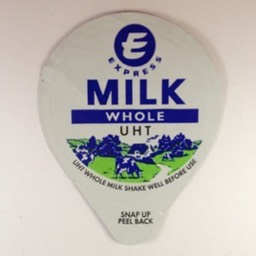 E
EXPRESS
MILK
WHOLE
UHT
UHT WHOLE MILK SHAKE WELL BEFORE USE
SNAP UP
PEEL BACK